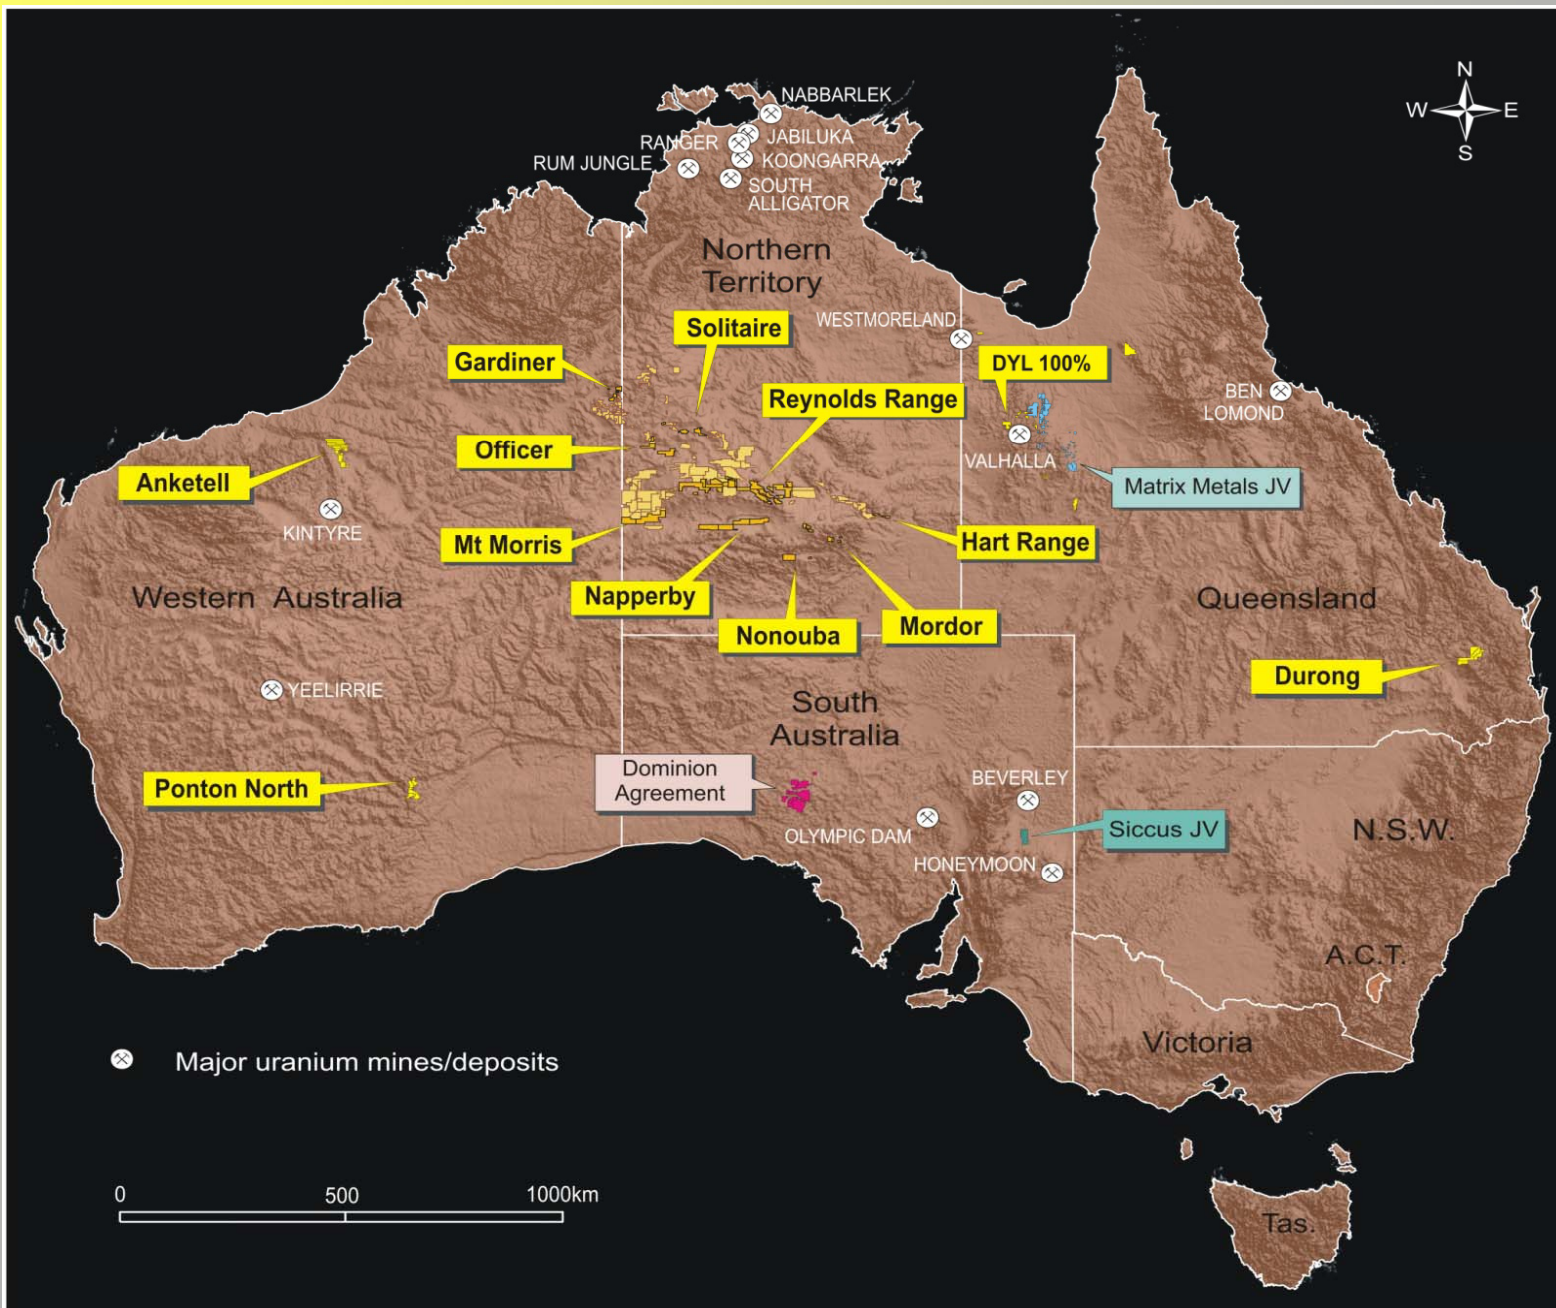 N
W
E
S
NABBARLEK
JABILUKA
RANGER
KOONGARRA
RUM JUNGLE
SOUTH
ALLIGATOR
Northern
Territory
WESTMORELAND
Solitaire
Gardiner
DYL 100%
Reynolds Range
BEN
LOMOND
Officer
VALHALLA
Anketell
Matrix Metals JV
KINTYRE
Mt Morris
Hart Range
Napperby
Western Australia
Queensland
Nonouba
Mordor
Durong
YEELIRRIE
South
Australia
Dominion
Agreement
Ponton North
BEVERLEY
OLYMPIC DAM
Siccus JV
N.S.W.
HONEYMOON
A.C.T.
Victoria
Major uranium mines/deposits
0
500
1000km
Tas.